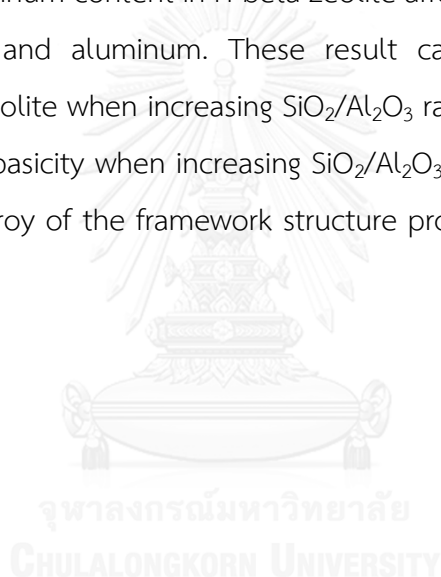 inum content in H-beta zeolite and
and aluminum. These result ca
olite when increasing SiO₂/Al₂O₃ ra
basicity when increasing SiO₂/Al₂O₃
roy of the framework structure pro
จุฬาลงกรณ์มหาวิทยาลัย
CHULALONGKORN UNIVERSITY